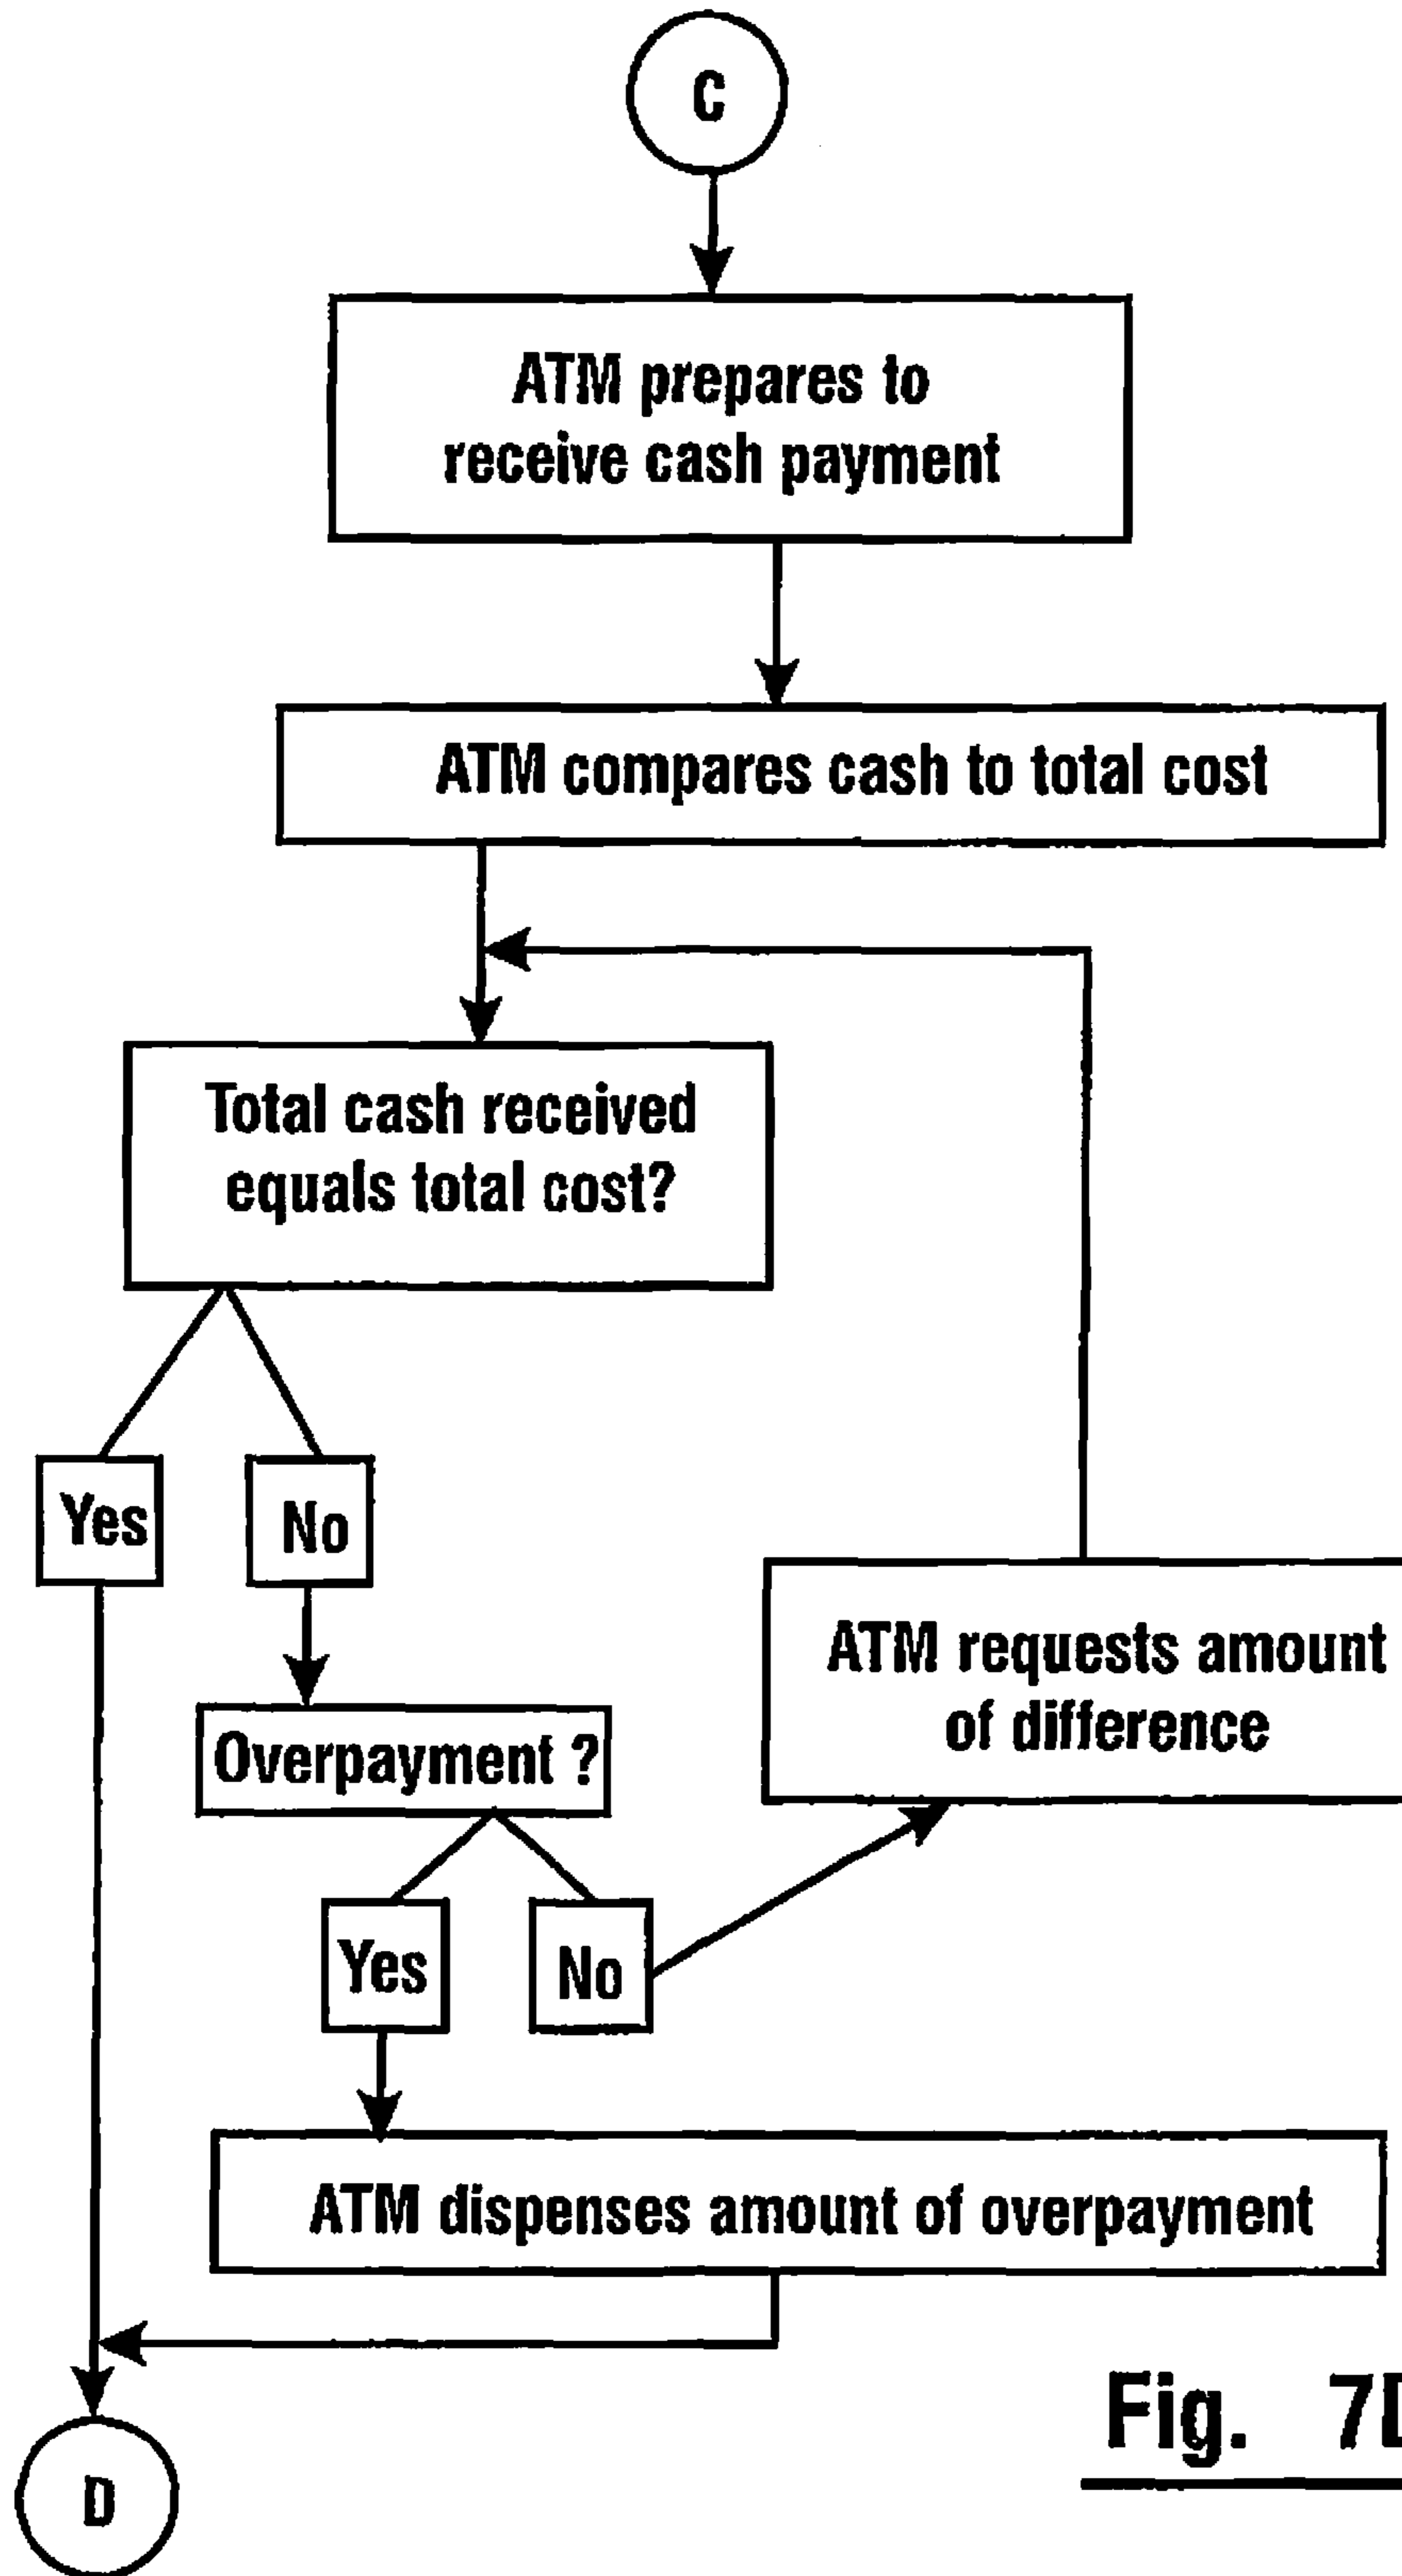 C
ATM prepares to
receive cash payment
ATM compares cash to total cost
Total cash received
equals total cost?
Yes
No
ATM requests amount
of difference
Overpayment ?
Yes
No
ATM dispenses amount of overpayment
Fig. 7D
D